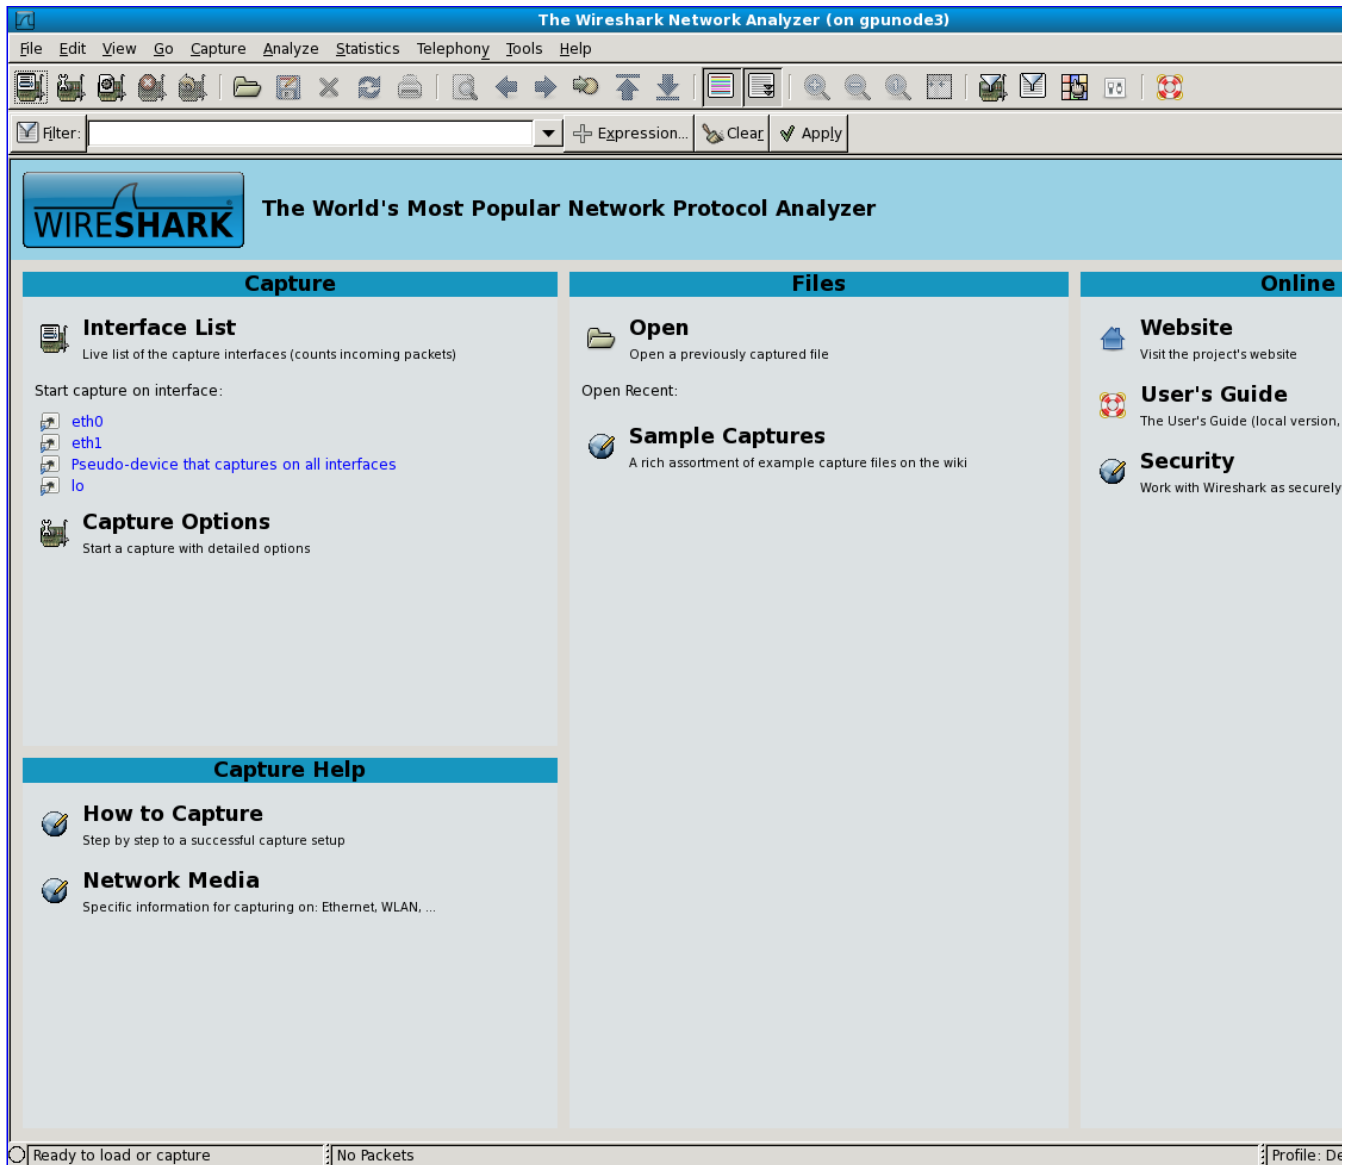 The Wireshark Network Analyzer (on gpunode3)
File Edit View Go Capture Analyze Statistics Telephony Tools Help
Filter: Expression... Clear Apply
WIRESHARK The World's Most Popular Network Protocol Analyzer
Capture
Interface List
Live list of the capture interfaces (counts incoming packets)
Start capture on interface:
eth0
eth1
Pseudo-device that captures on all interfaces
lo
Capture Options
Start a capture with detailed options
Capture Help
How to Capture
Step by step to a successful capture setup
Network Media
Specific information for capturing on: Ethernet, WLAN, ...
Files
Open
Open a previously captured file
Open Recent:
Sample Captures
A rich assortment of example capture files on the wiki
Online
Website
Visit the project's website
User's Guide
The User's Guide (local version,
Security
Work with Wireshark as securely
Ready to load or capture
No Packets
Profile: De